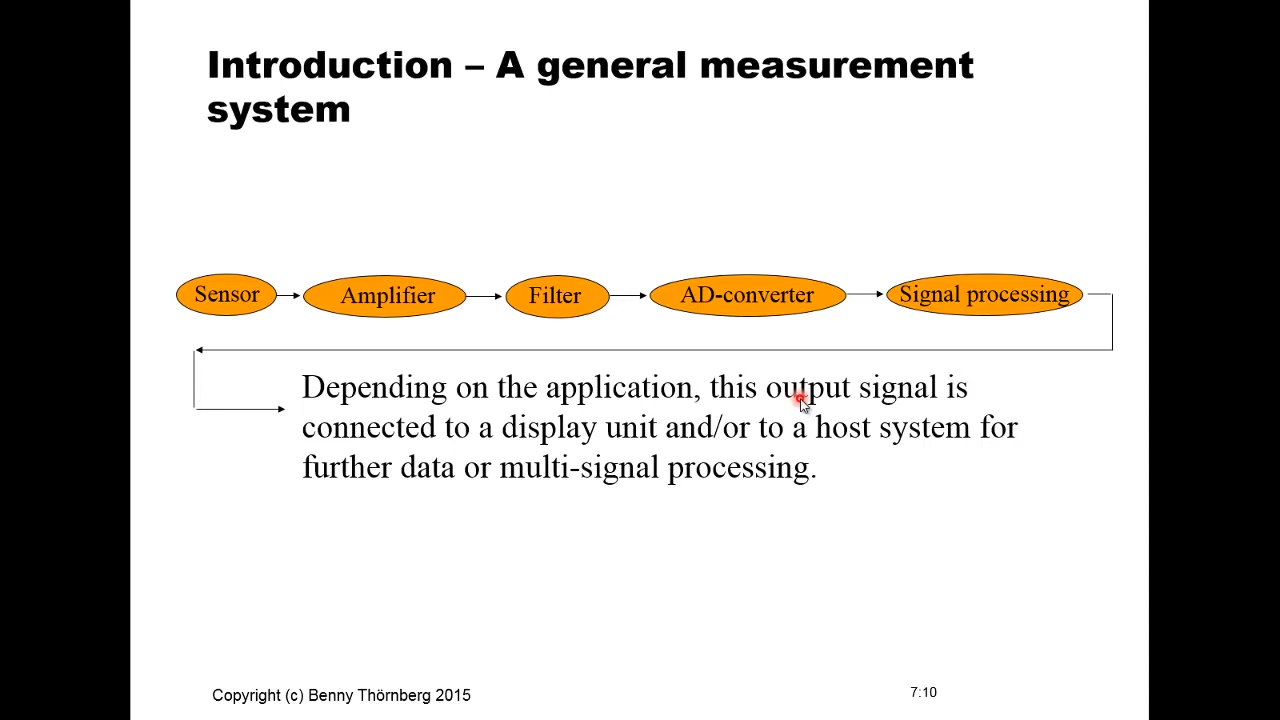 Introduction – A general measurement
system
Sensor
Amplifier
Filter
AD-converter
Signal processing
Depending on the application, this output signal is
connected to a display unit and/or to a host system for
further data or multi-signal processing.
Copyright (c) Benny Thörnberg 2015
7:10